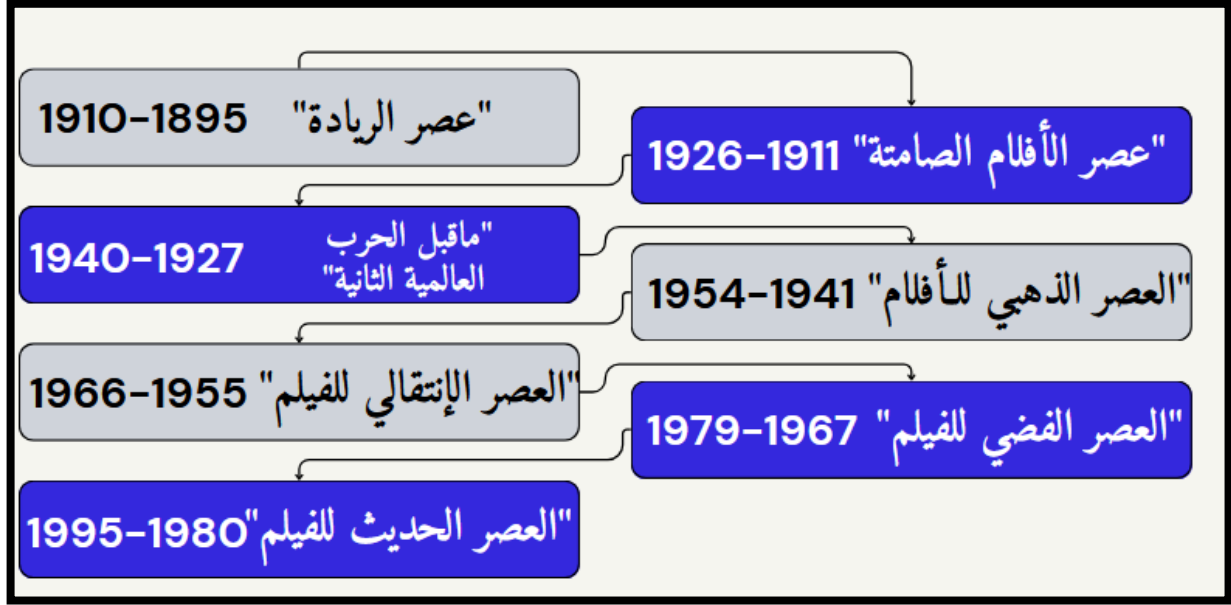 "عصر الريادة" 1895-1910
"عصر الأفلام الصامتة" 1911-1926
"ماقبل الحرب
العالمية الثانية" 1927-1940
"العصر الذهبي للأفلام" 1941-1954
"العصر الإنتقالي للفيلم" 1955-1966
"العصر الفضي للفيلم" 1967-1979
"العصر الحديث للفيلم" 1980-1995